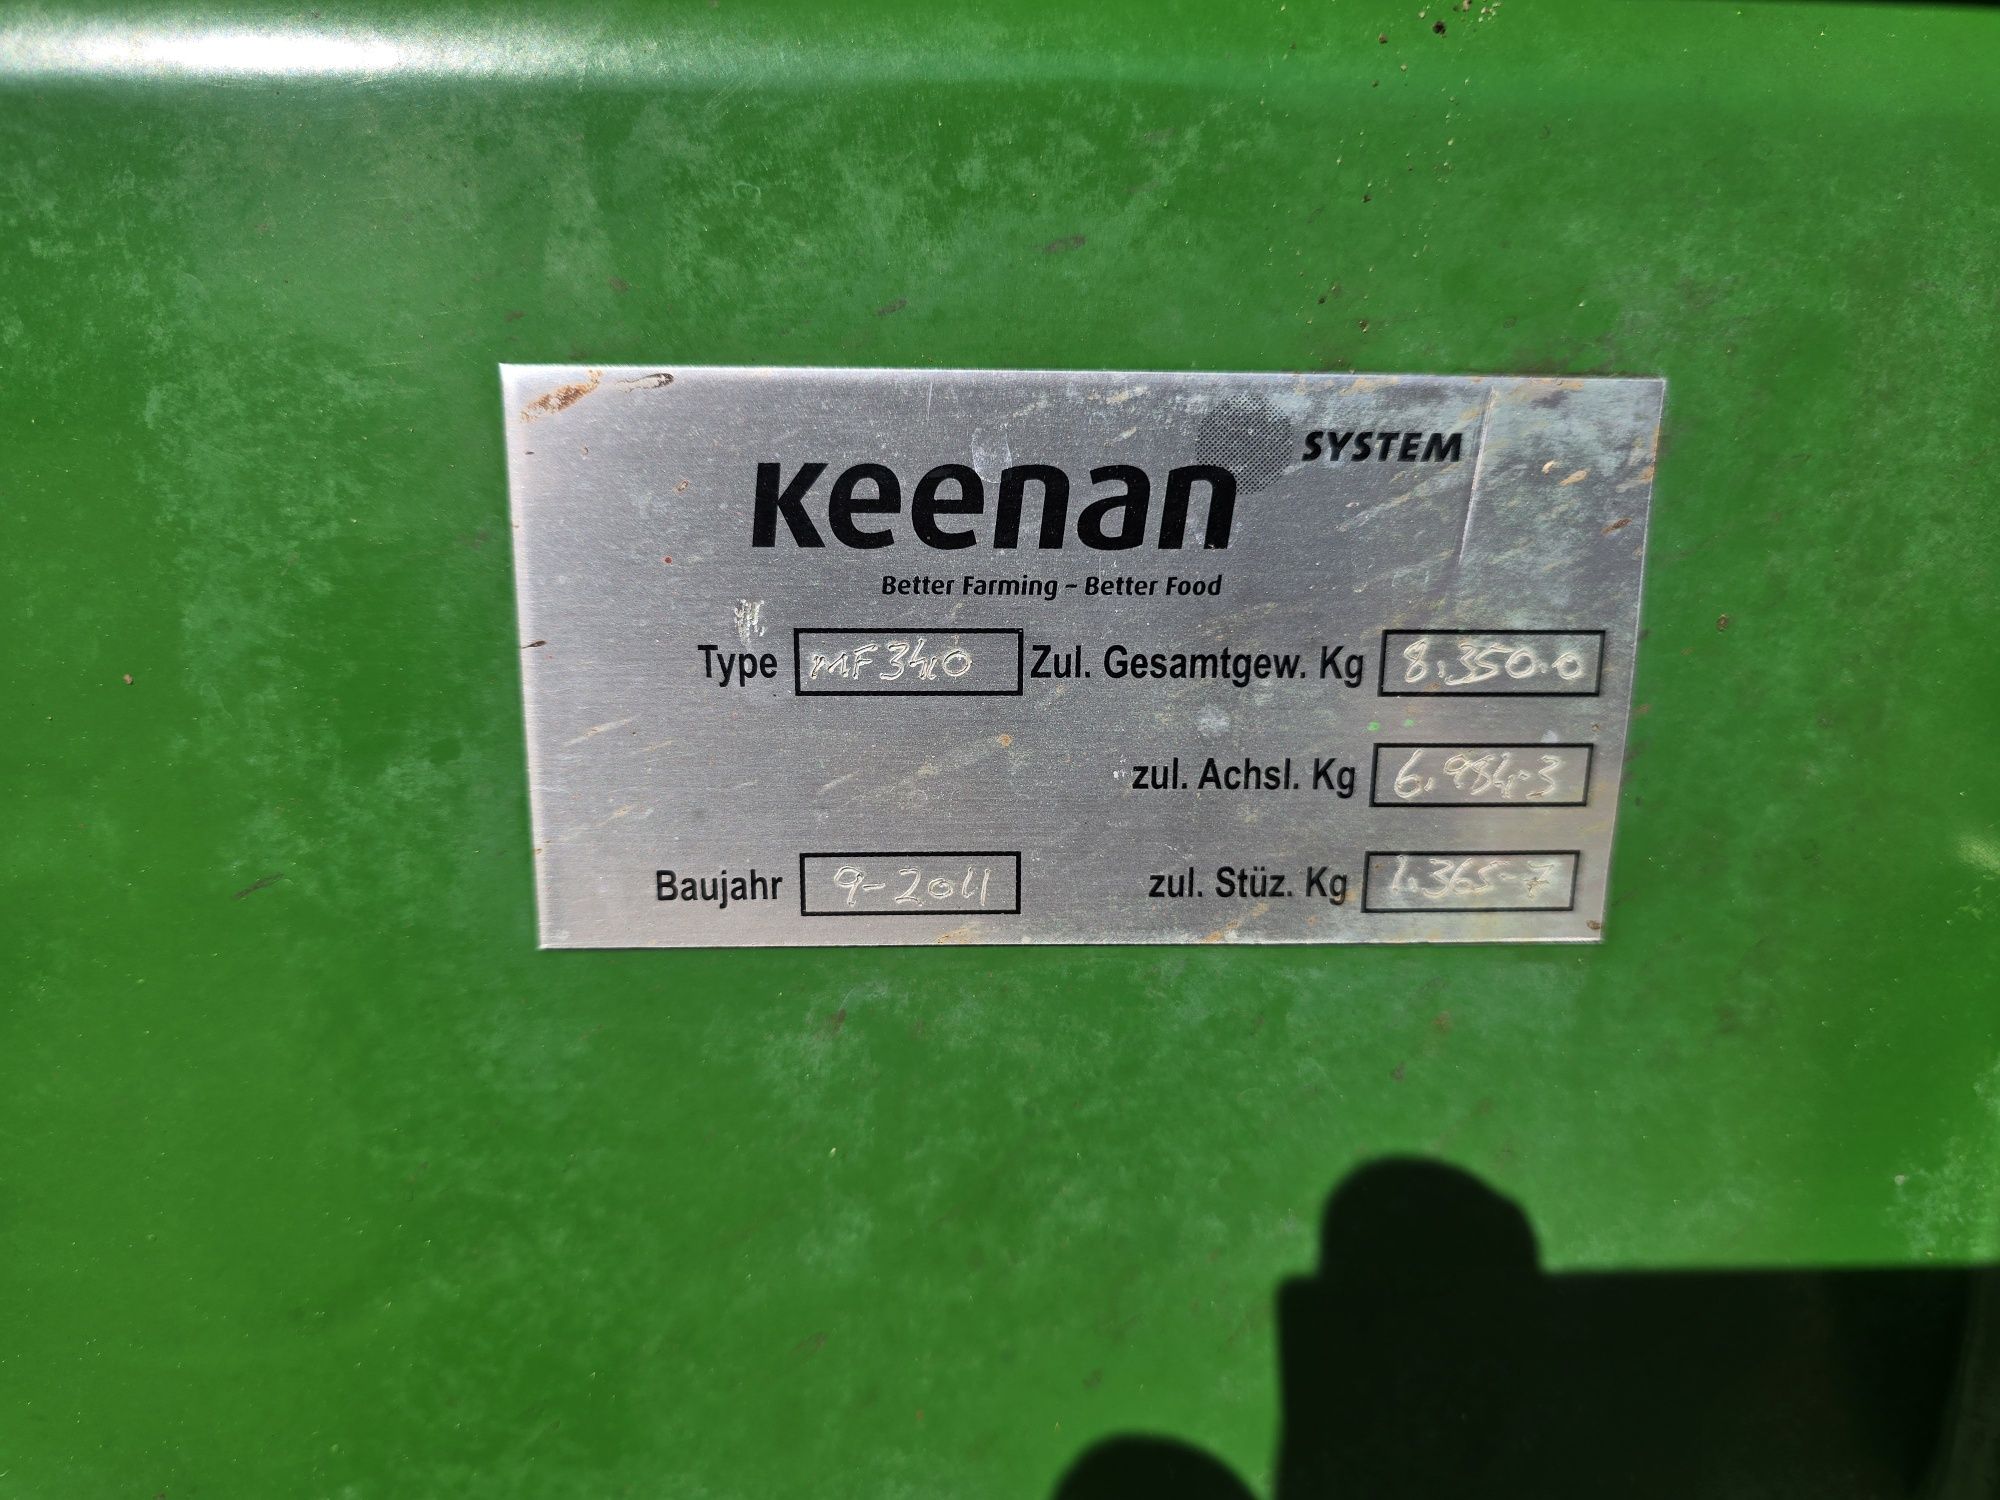 keenan SYSTEM
Better Farming – Better Food
Type MF340 Zul. Gesamtgew. Kg 8.350.0
zul. Achsl. Kg 6.984-3
Baujahr 9-2011 zul. Stüz. Kg 1.365-7